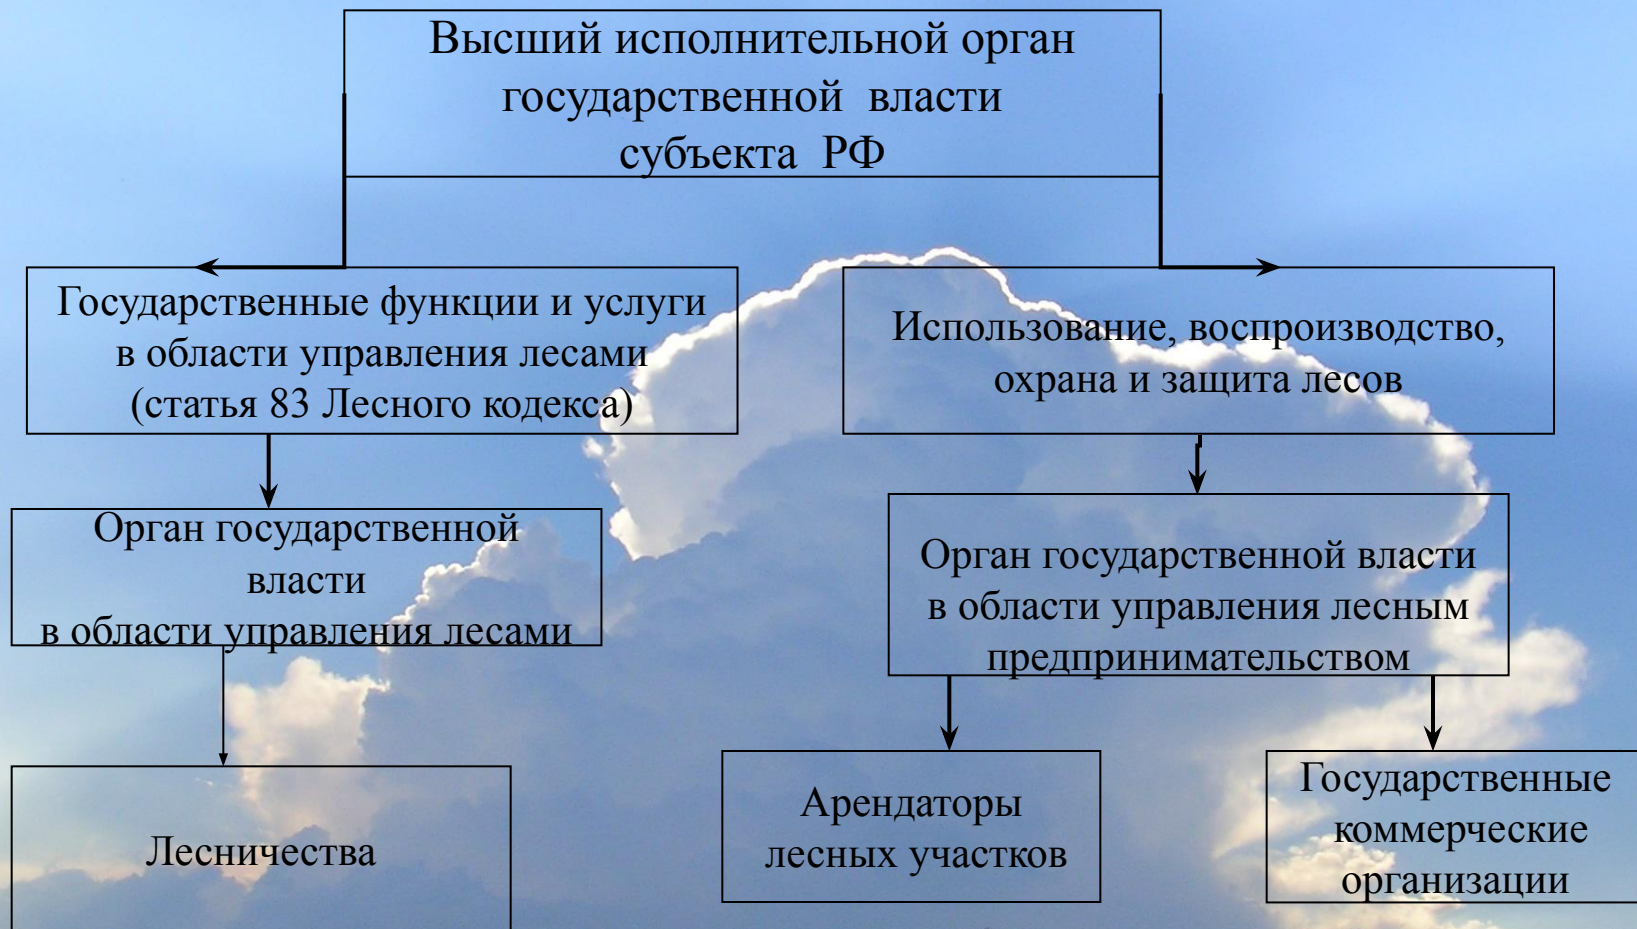 Высший исполнительной орган
государственной власти
субъекта РФ
Государственные функции и услуги
в области управления лесами
(статья 83 Лесного кодекса)
Использование, воспроизводство,
охрана и защита лесов
Орган государственной
власти
в области управления лесами
Орган государственной власти
в области управления лесным
предпринимательством
Лесничества
Арендаторы
лесных участков
Государственные
коммерческие
организации